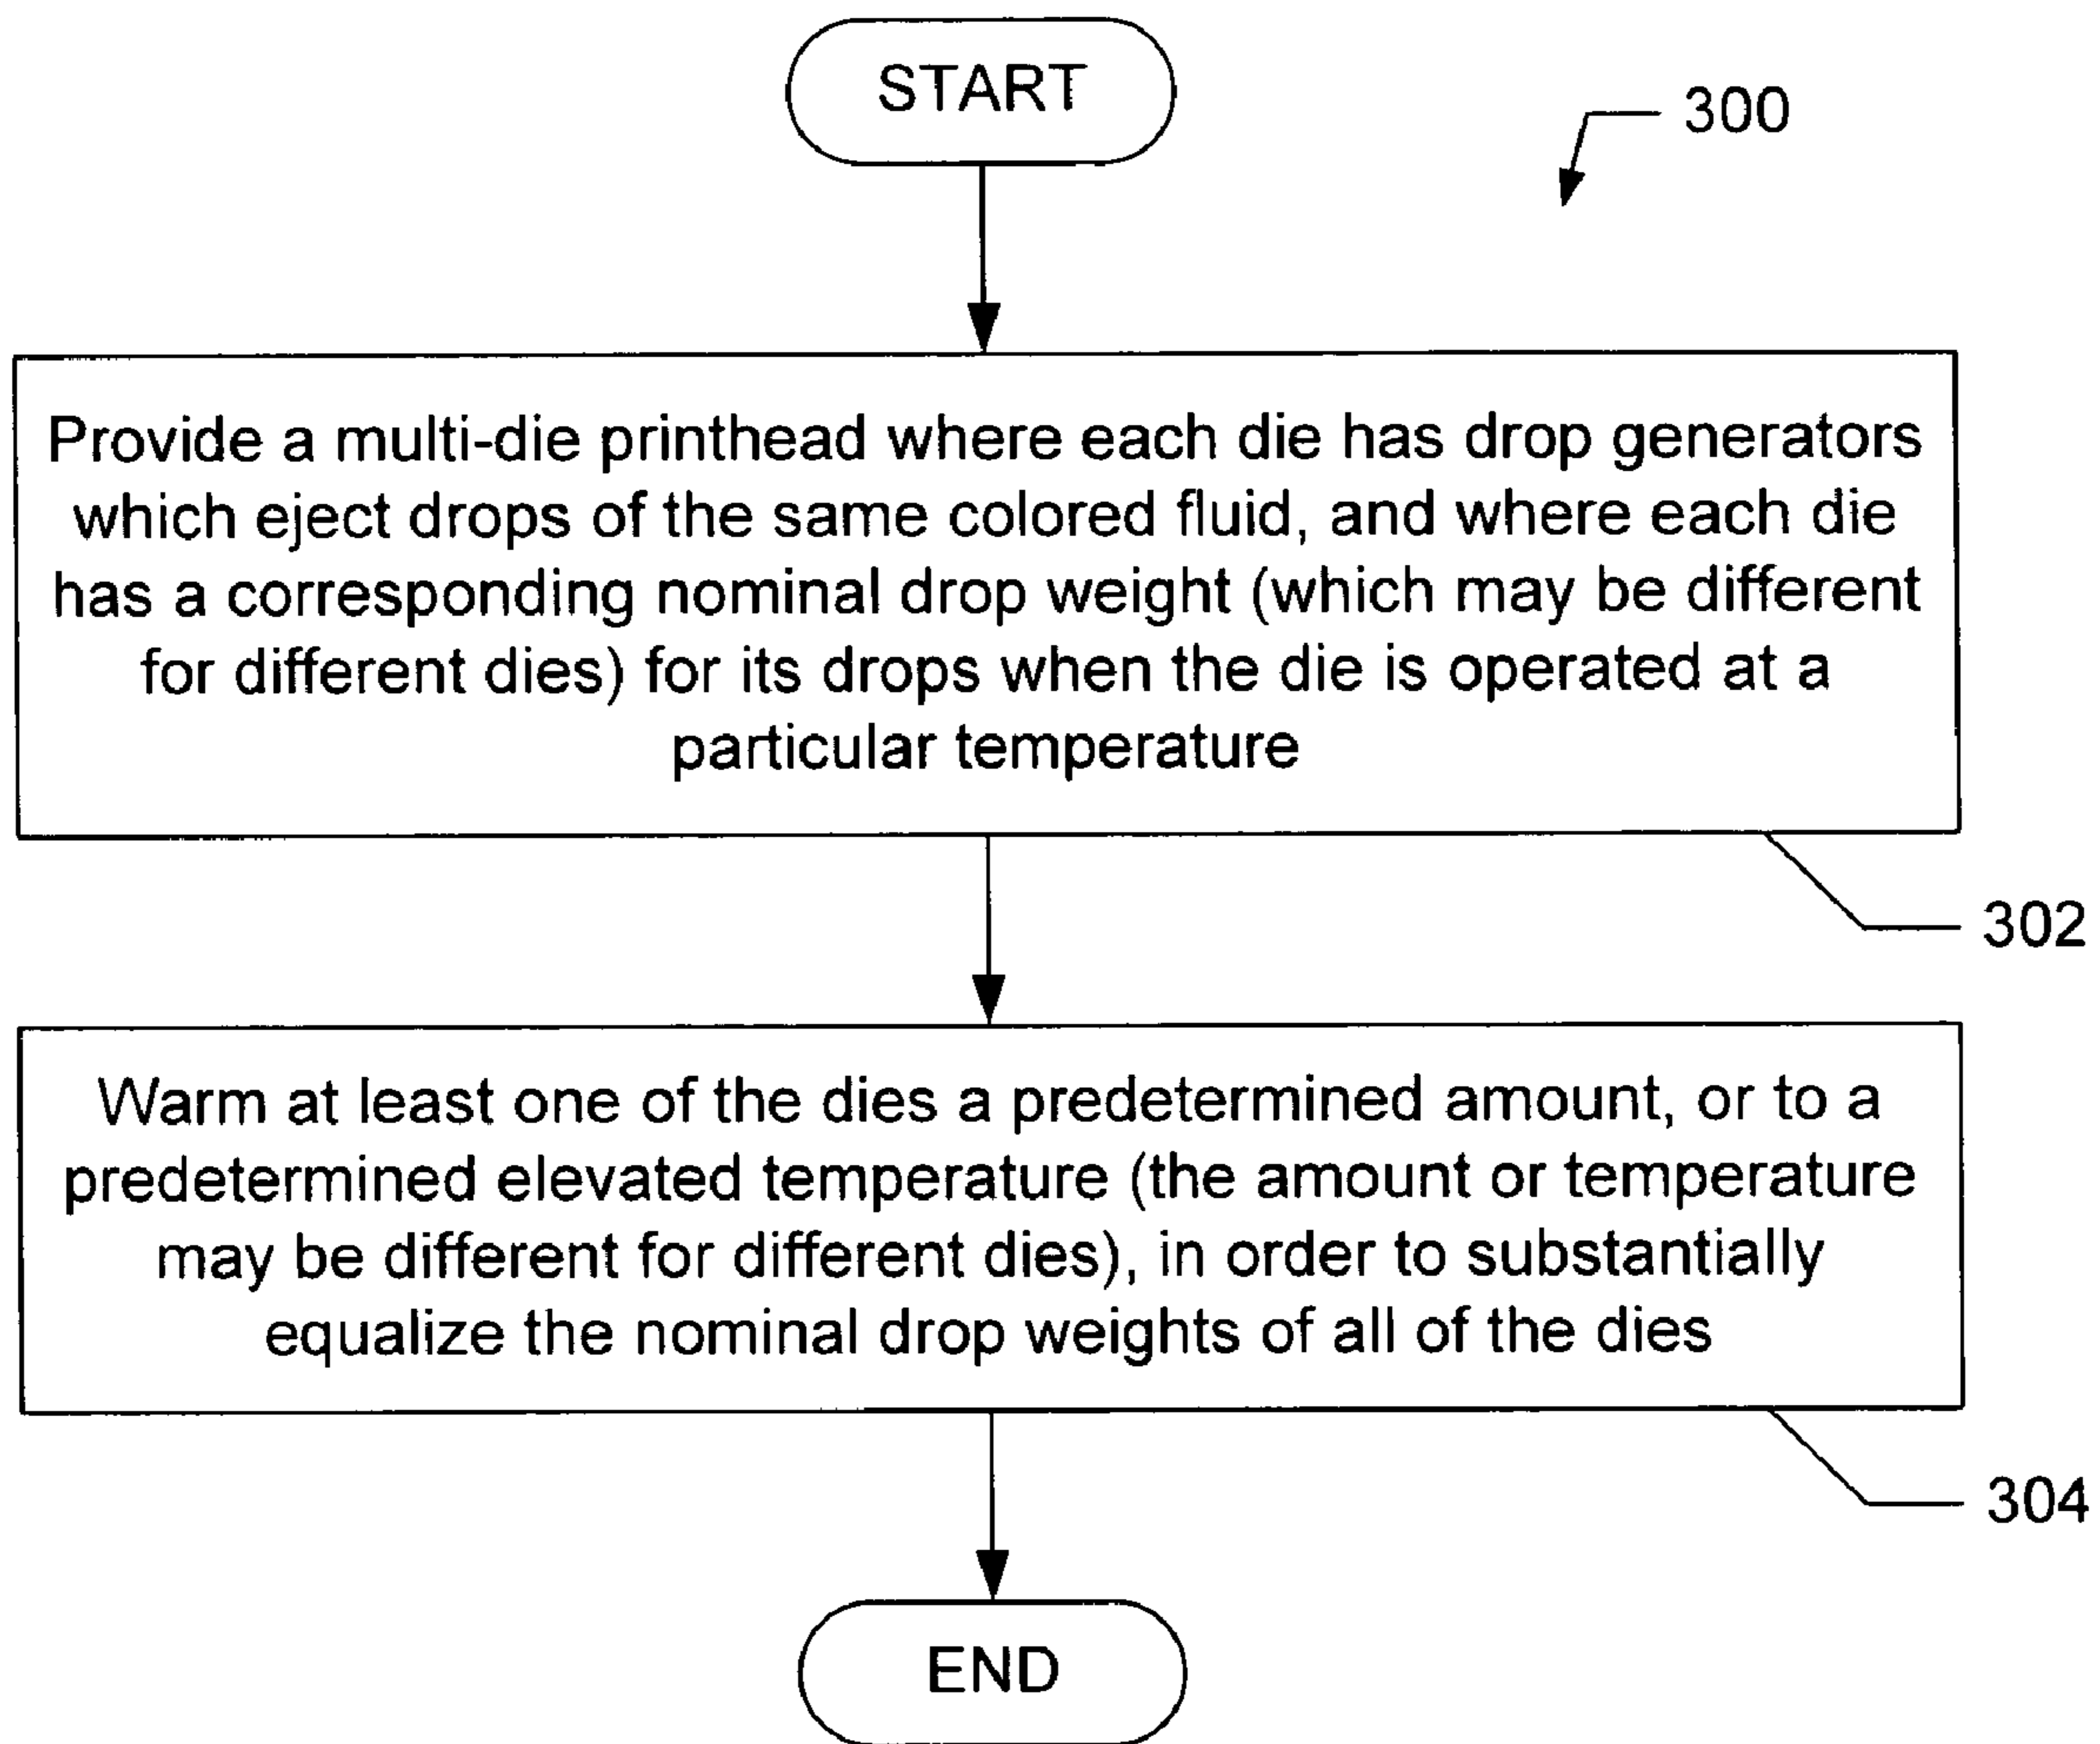 START
300
Provide a multi-die printhead where each die has drop generators
which eject drops of the same colored fluid, and where each die
has a corresponding nominal drop weight (which may be different
for different dies) for its drops when the die is operated at a
particular temperature
302
Warm at least one of the dies a predetermined amount, or to a
predetermined elevated temperature (the amount or temperature
may be different for different dies), in order to substantially
equalize the nominal drop weights of all of the dies
304
END